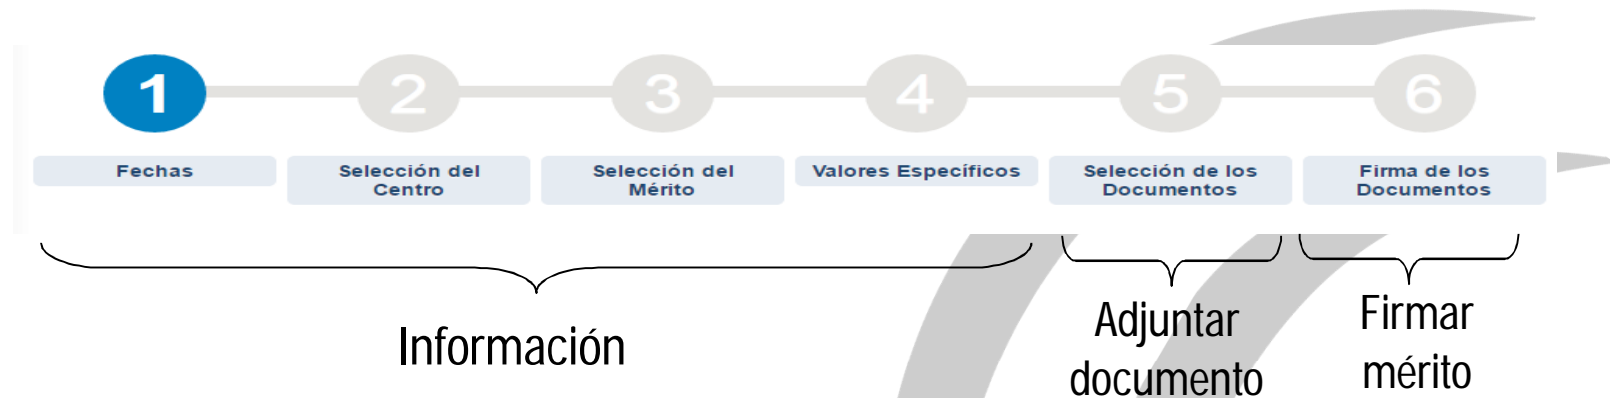 1 2 3 4 5 6
Fechas
Selección del
Centro
Selección del
Mérito
Valores Específicos
Selección de los
Documentos
Firma de los
Documentos
Información
Adjuntar
documento
Firmar
mérito